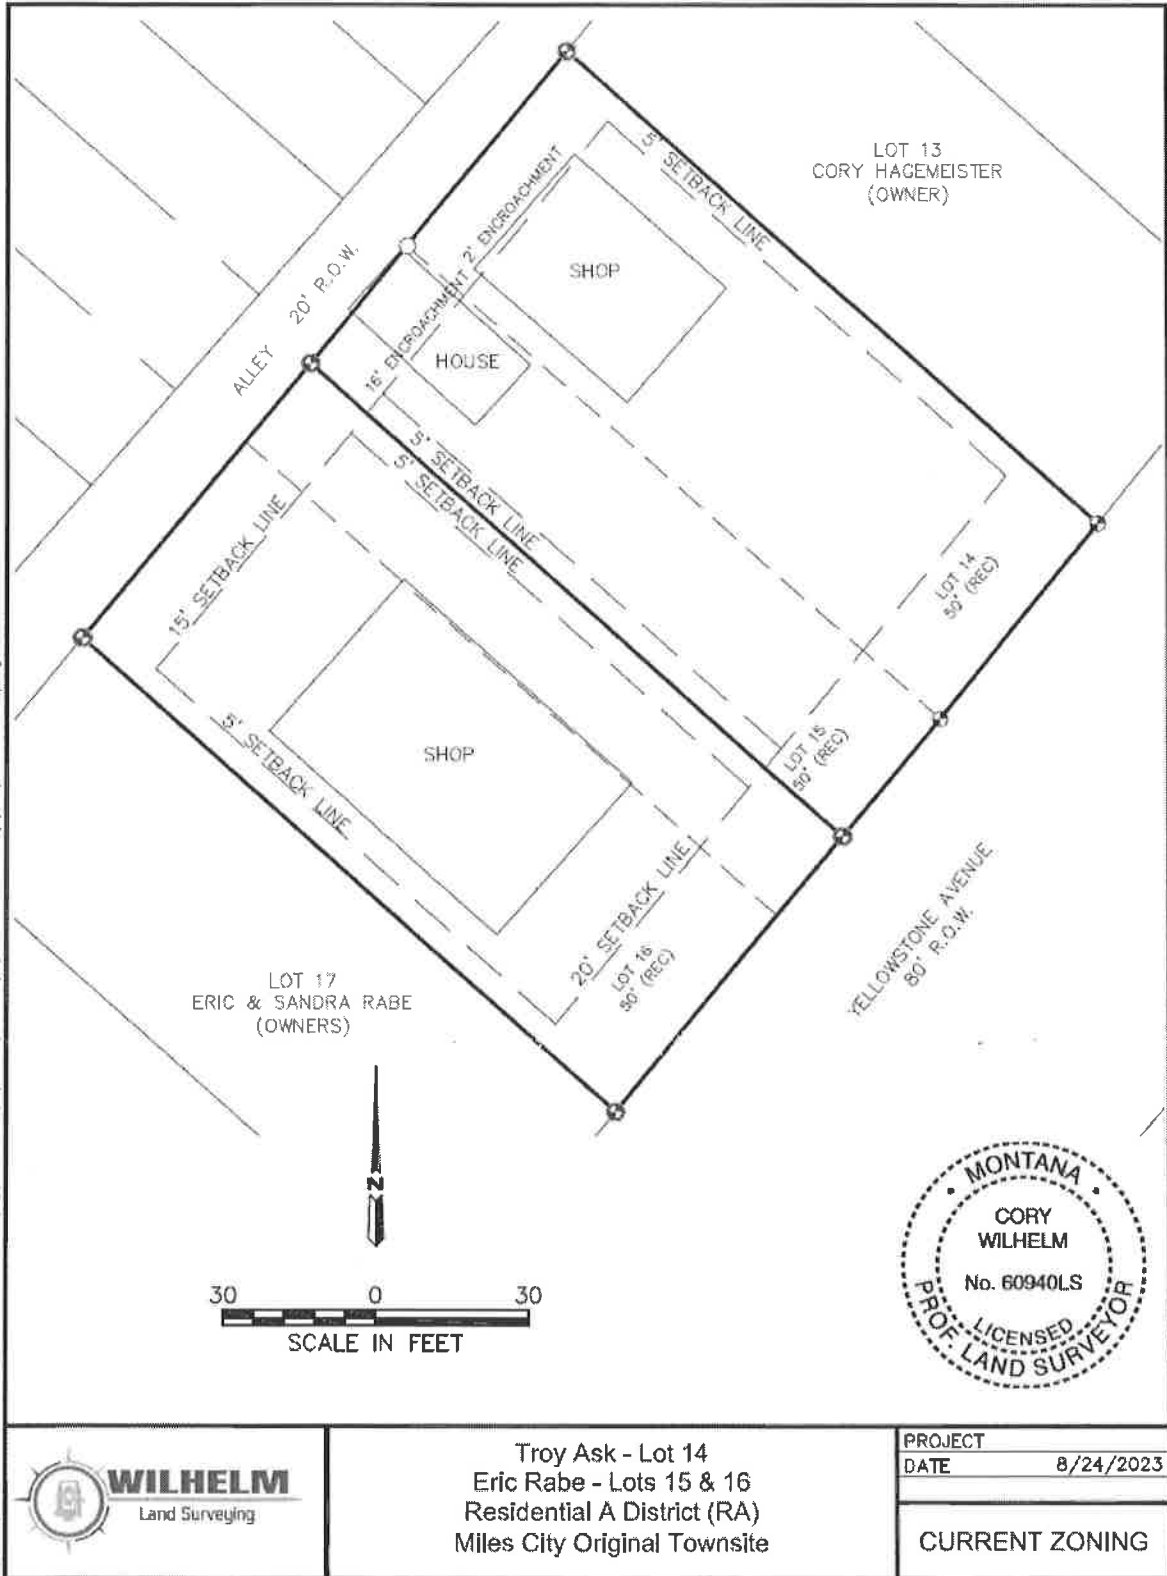 LOT 13
CORY HAGEMEISTER
(OWNER)
5' SETBACK LINE
2' ENCROACHMENT
SHOP
ALLEY 20' R.O.W.
16' ENCROACHMENT
HOUSE
5' SETBACK LINE
5' SETBACK LINE
15' SETBACK LINE
LOT 14
50' (REC)
5' SETBACK LINE
SHOP
LOT 15
50' (REC)
20' SETBACK LINE
LOT 16
50' (REC)
YELLOWSTONE AVENUE
80' R.O.W.
LOT 17
ERIC & SANDRA RABE
(OWNERS)
N
30 0 30
SCALE IN FEET
MONTANA
CORY
WILHELM
No. 60940LS
LICENSED
PROF. LAND SURVEYOR
WILHELM
Land Surveying
Troy Ask - Lot 14
Eric Rabe - Lots 15 & 16
Residential A District (RA)
Miles City Original Townsite
PROJECT
DATE 8/24/2023
CURRENT ZONING